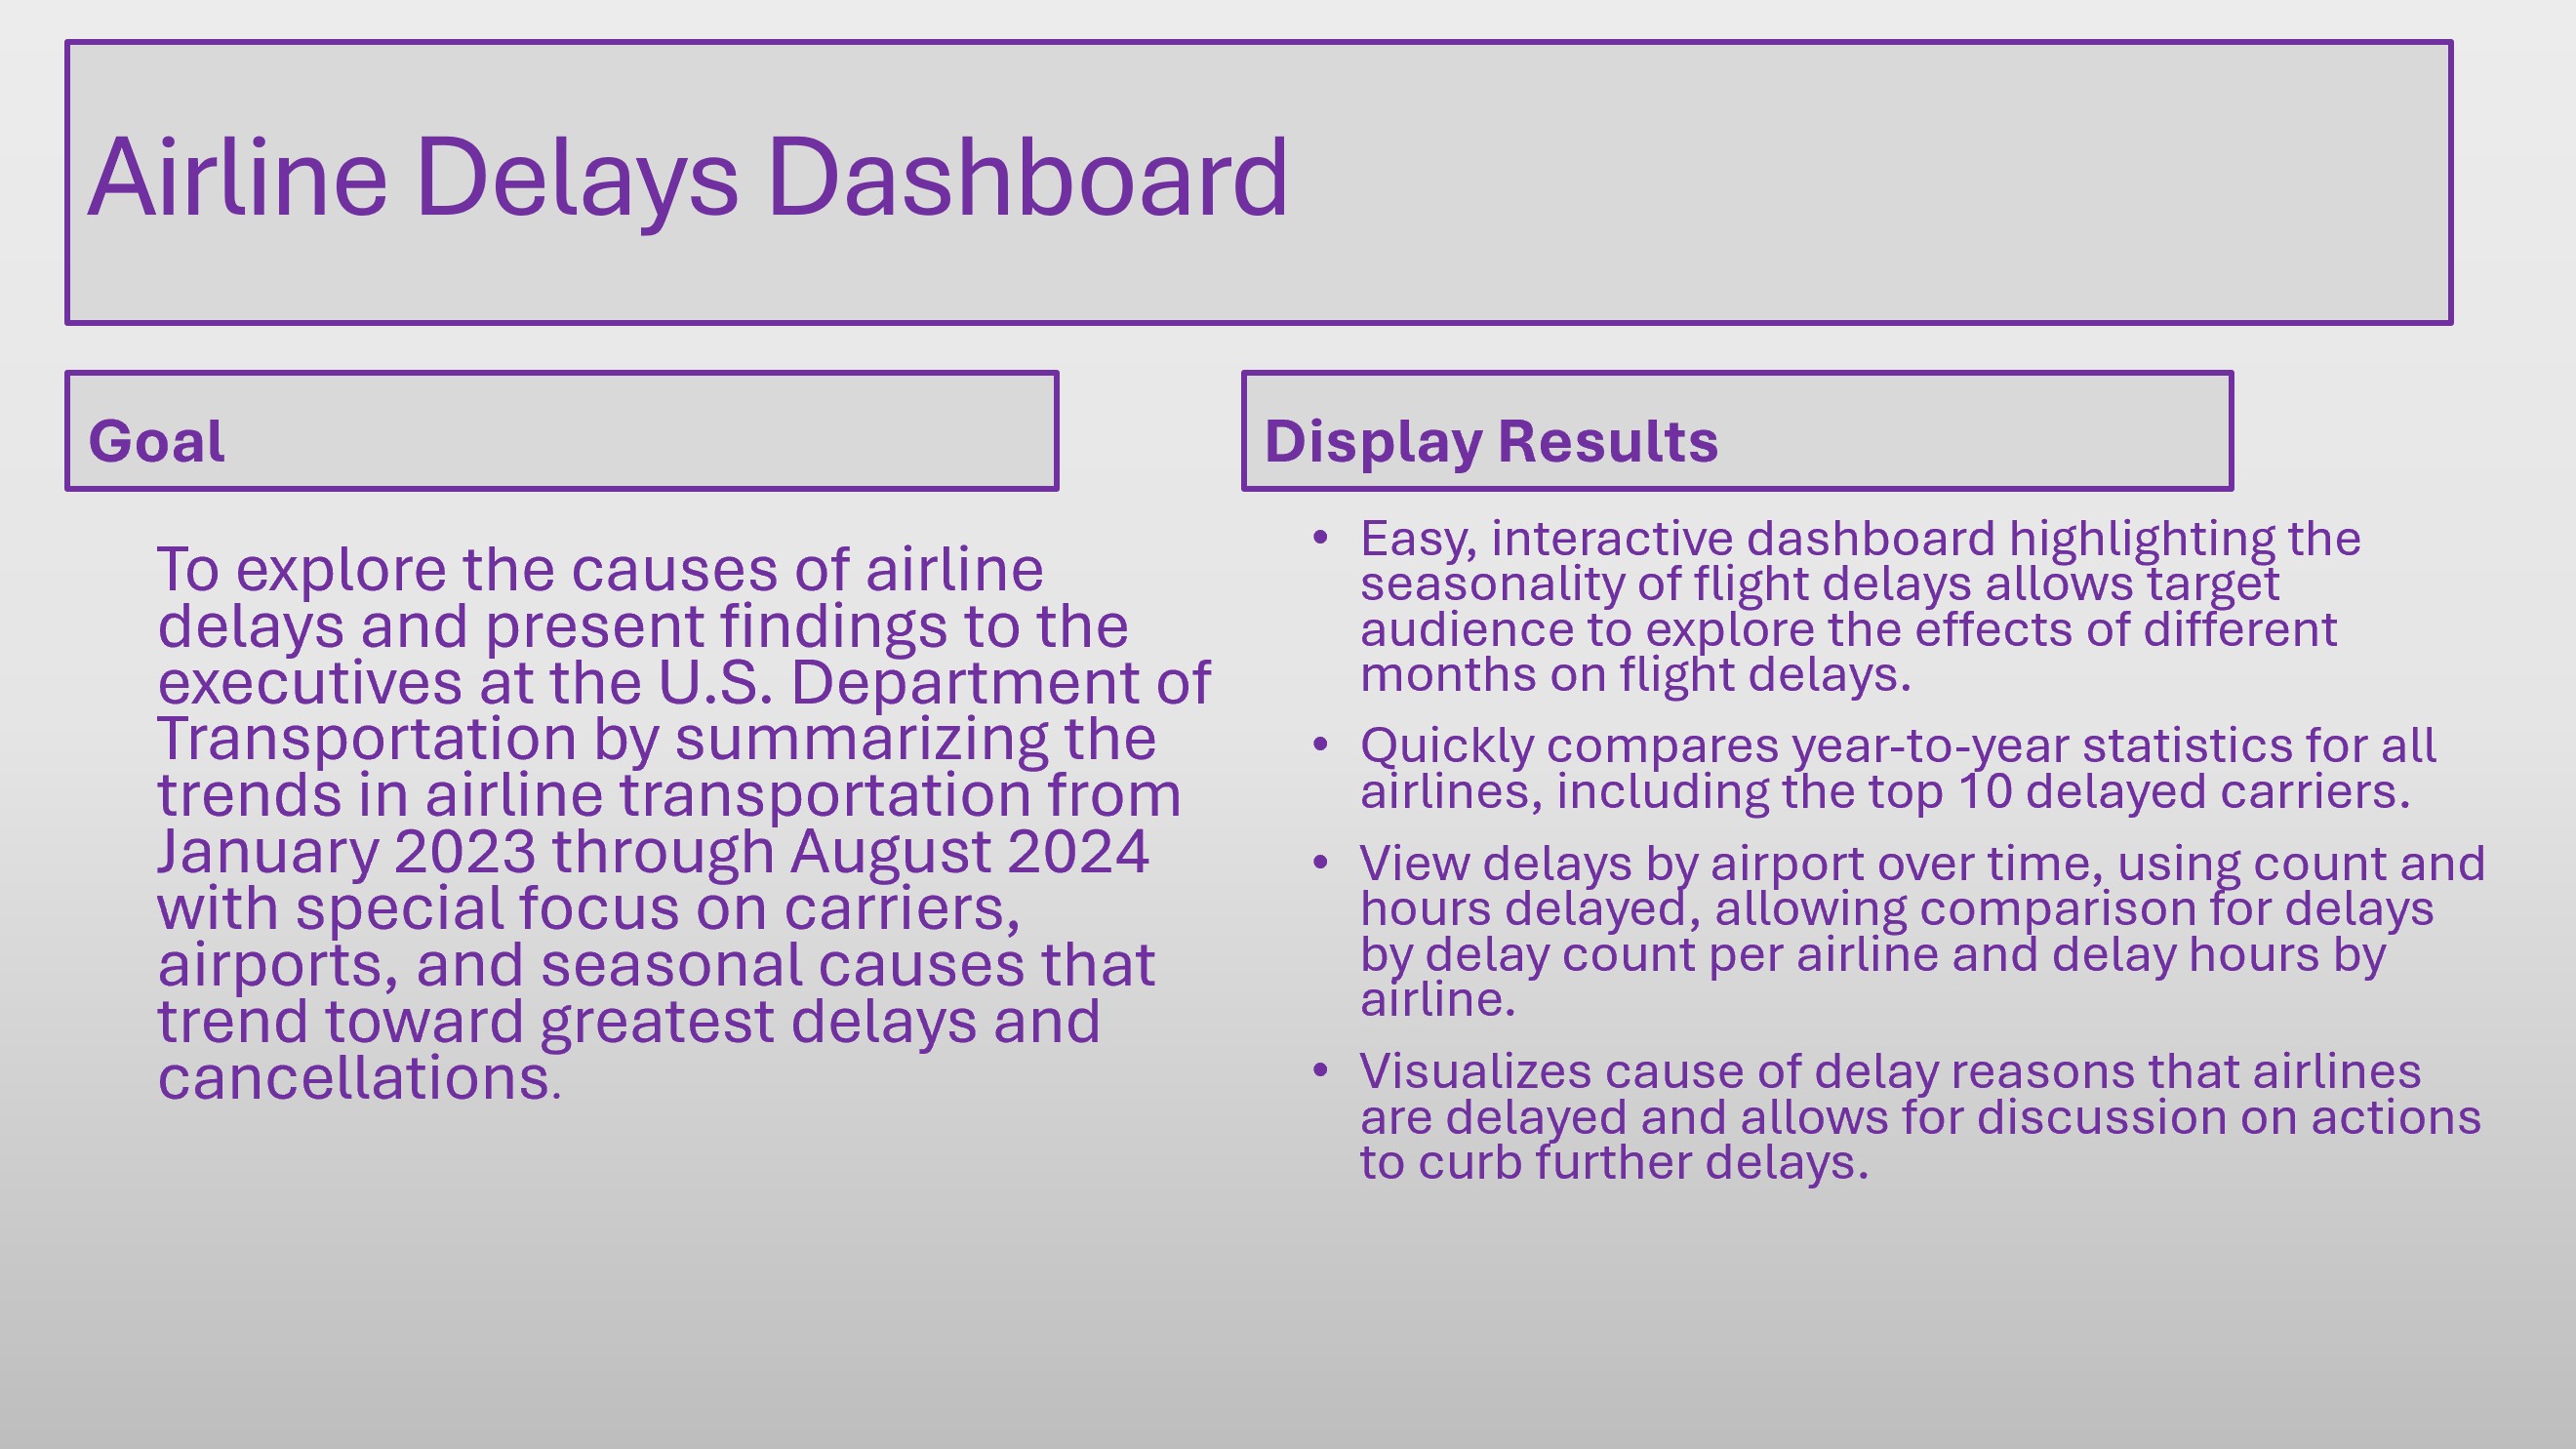 Airline Delays Dashboard
Goal
To explore the causes of airline
delays and present findings to the
executives at the U.S. Department of
Transportation by summarizing the
trends in airline transportation from
January 2023 through August 2024
with special focus on carriers,
airports, and seasonal causes that
trend toward greatest delays and
cancellations.
Display Results
• Easy, interactive dashboard highlighting the
seasonality of flight delays allows target
audience to explore the effects of different
months on flight delays.
• Quickly compares year-to-year statistics for all
airlines, including the top 10 delayed carriers.
• View delays by airport over time, using count and
hours delayed, allowing comparison for delays
by delay count per airline and delay hours by
airline.
• Visualizes cause of delay reasons that airlines
are delayed and allows for discussion on actions
to curb further delays.